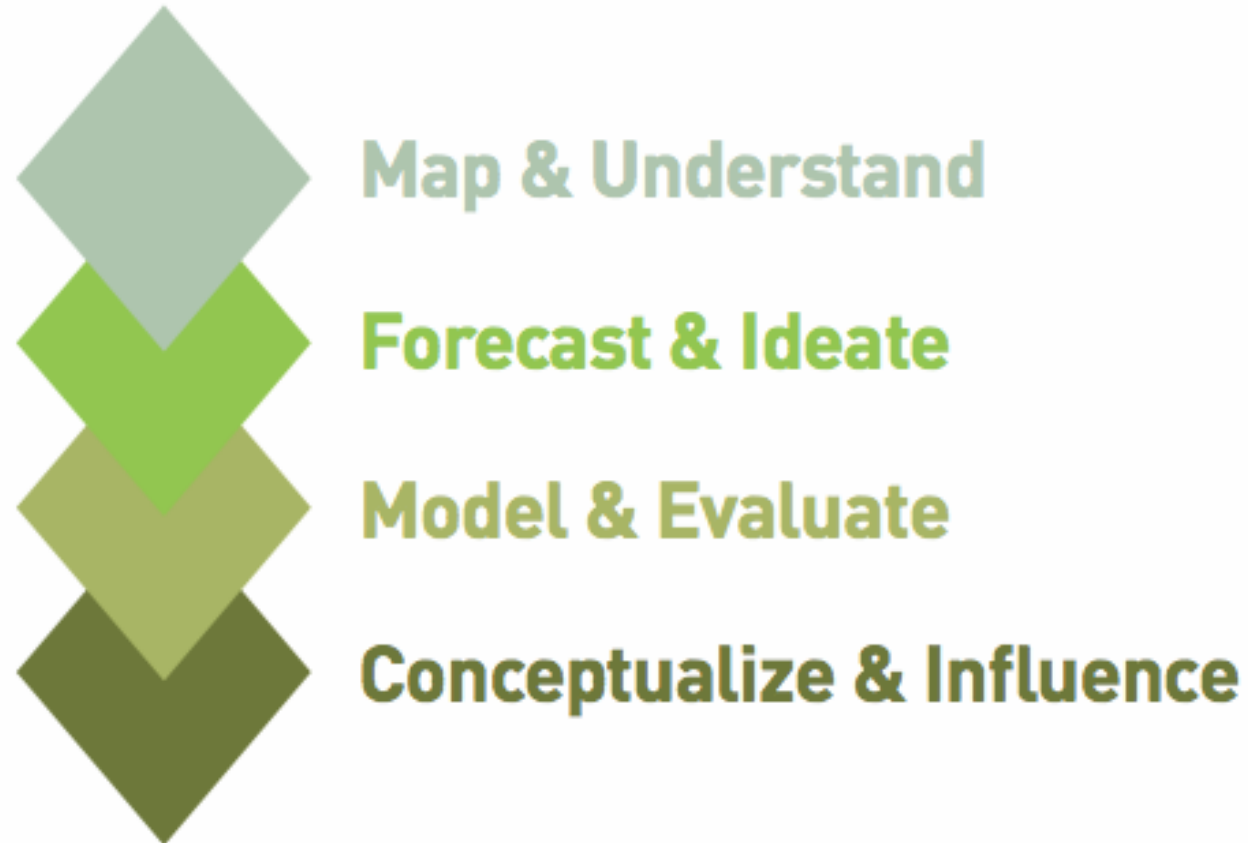 Map & Understand
Forecast & Ideate
Model & Evaluate
Conceptualize & Influence